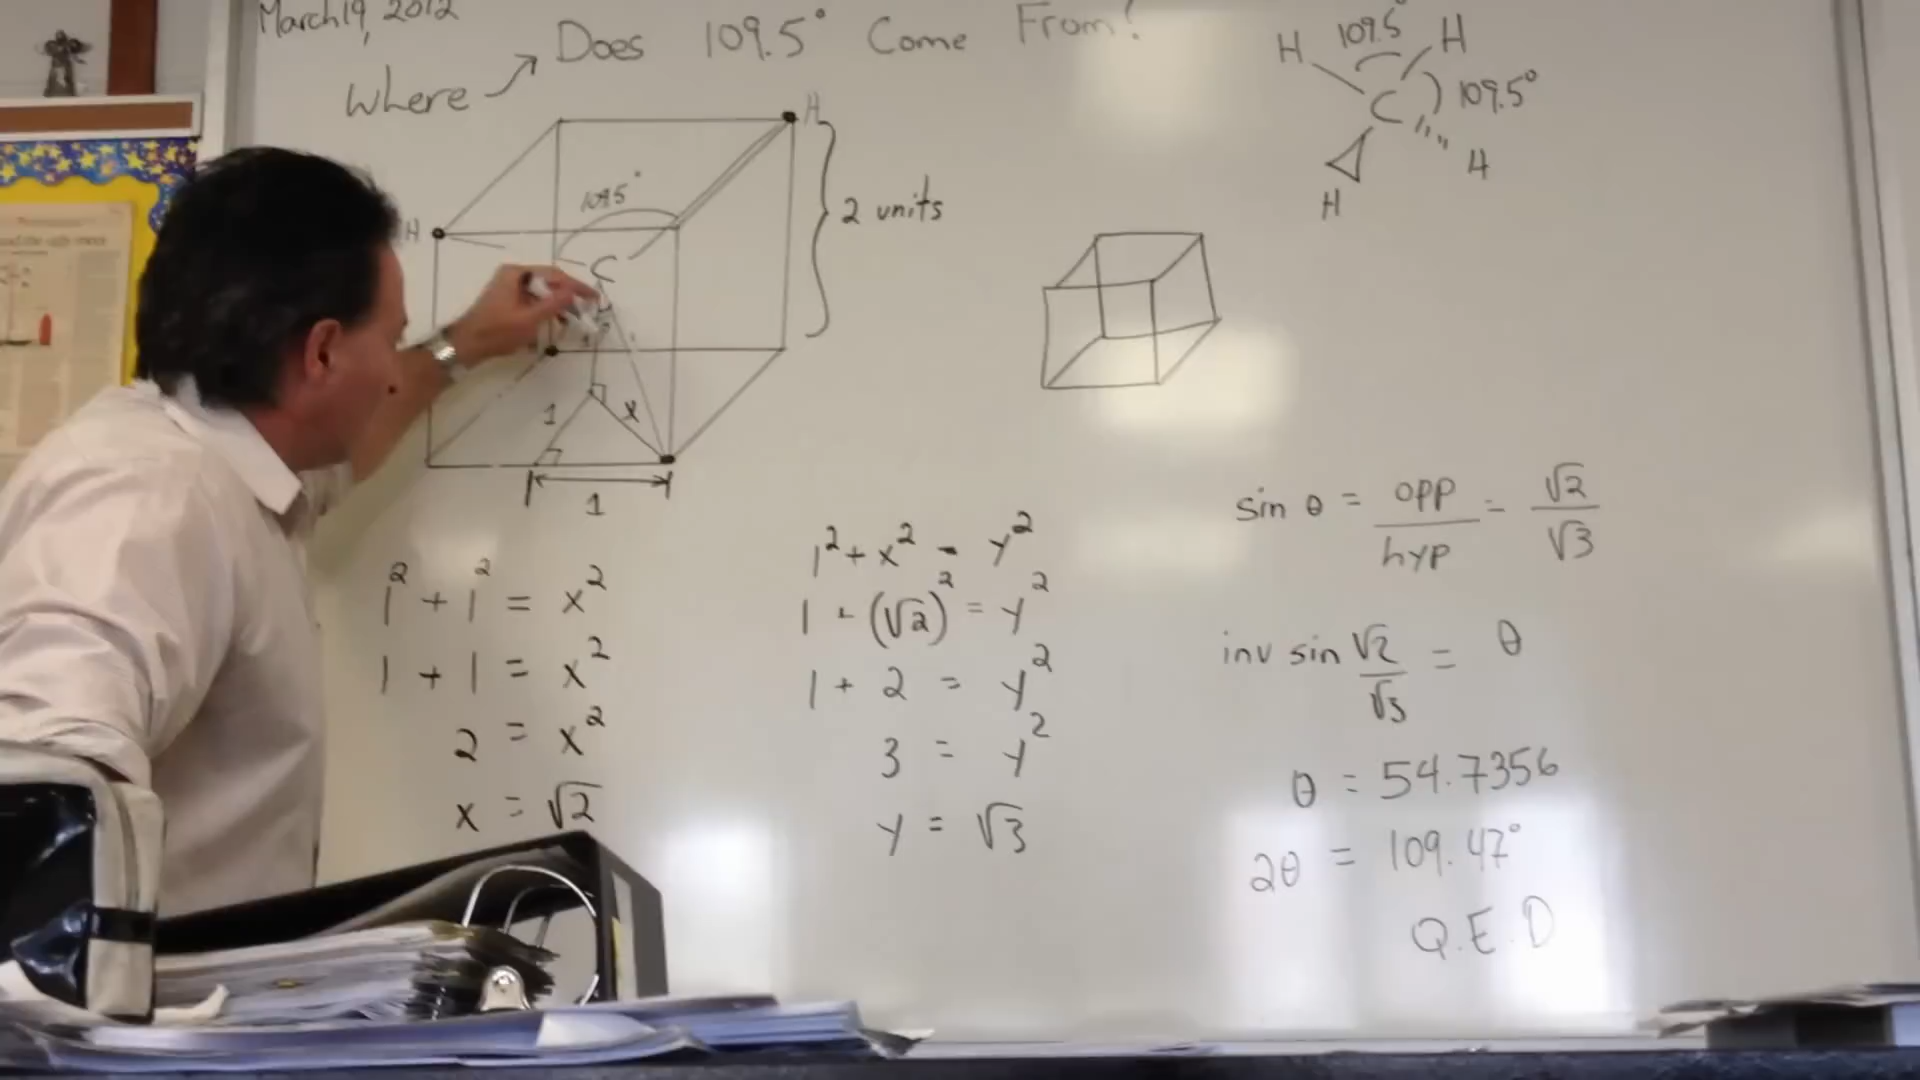 March 19, 2012
Where Does 109.5° Come From!
H
H
109.5°
C
2 units
1
x
1
H 109.5° H
C 109.5°
H
H
1² + 1² = x²
1 + 1 = x²
2 = x²
x = √2
1² + x² = y²
1 + (√2)² = y²
1 + 2 = y²
3 = y²
y = √3
sin θ = opp/hyp = √2/√3
inv sin √2/√3 = θ
θ = 54.7356
2θ = 109.47°
Q.E.D